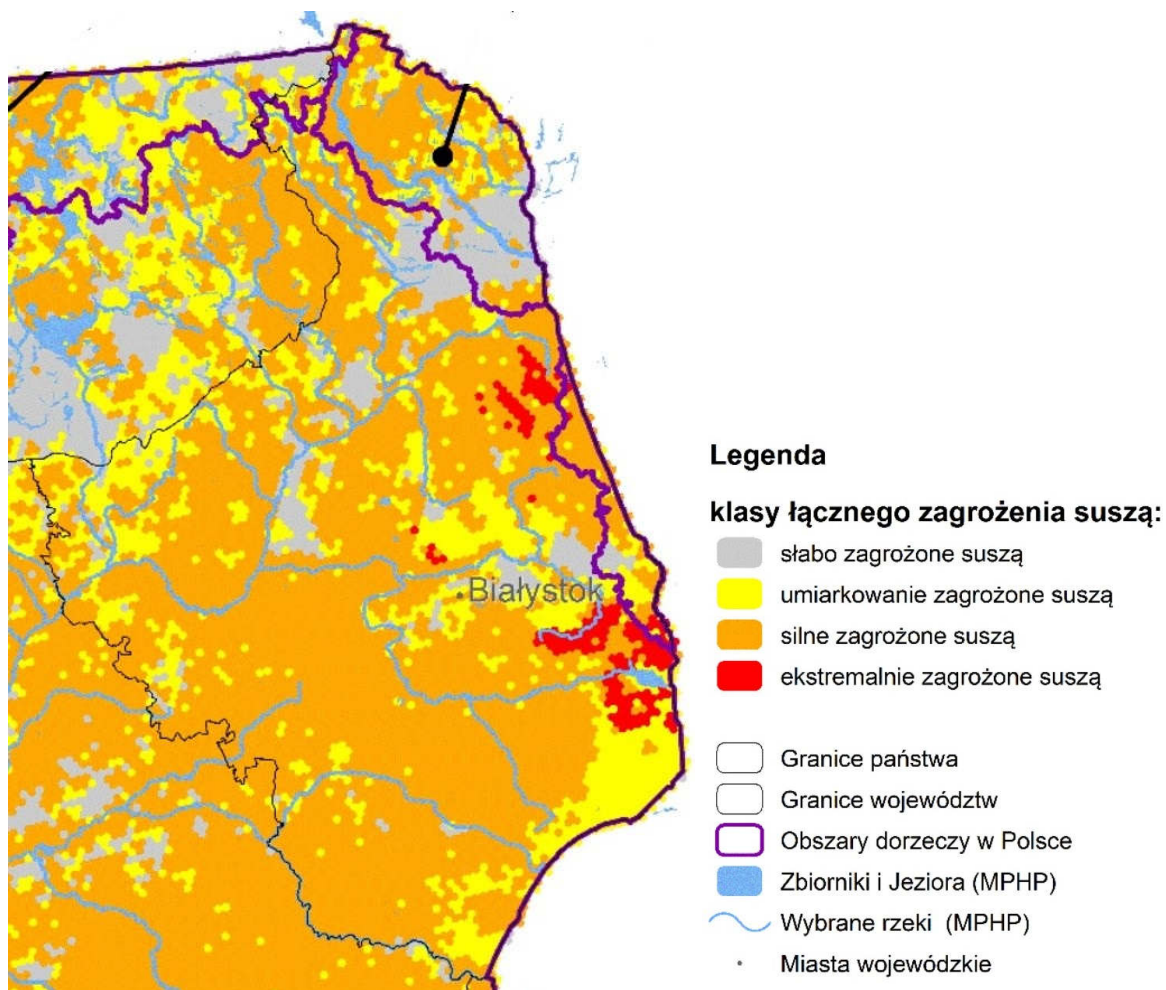 Białystok
Legenda
klasy łącznego zagrożenia suszą:
słabo zagrożone suszą
umiarkowanie zagrożone suszą
silne zagrożone suszą
ekstremalnie zagrożone suszą
Granice państwa
Granice województw
Obszary dorzeczy w Polsce
Zbiorniki i Jeziora (MPHP)
Wybrane rzeki (MPHP)
Miasta wojewódzkie